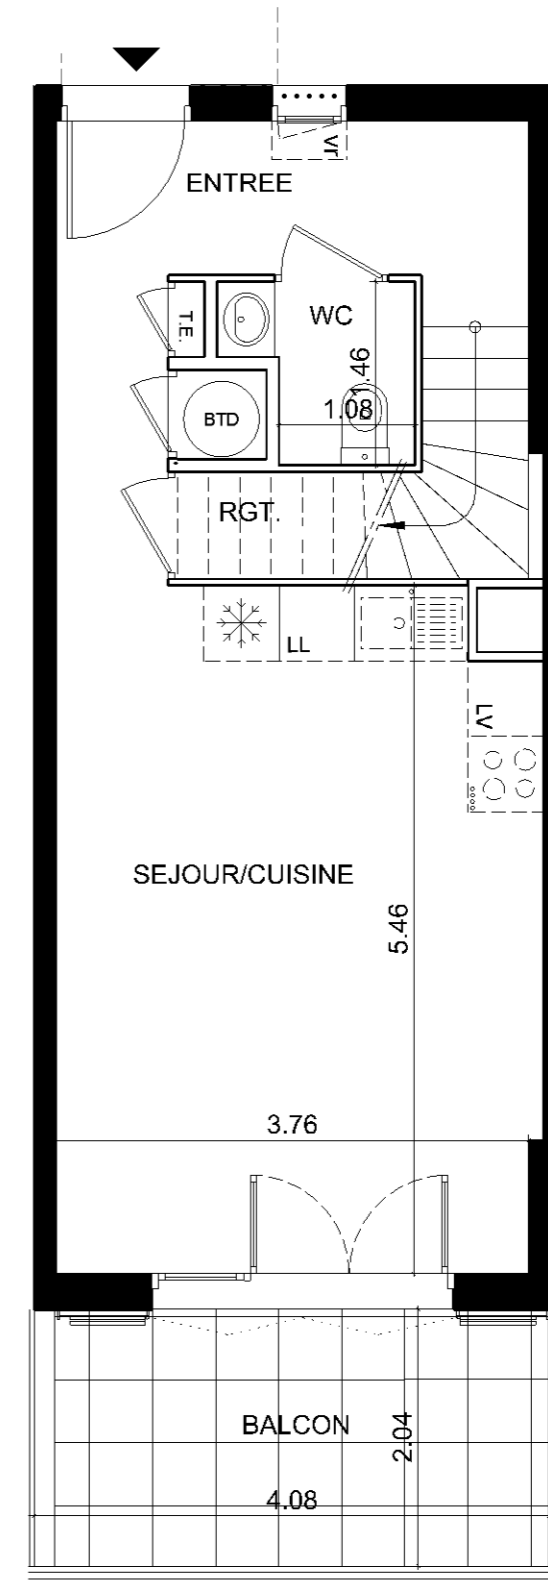 Vr
ENTREE
T.E.
WC
1.46
1.08
BTD
RGT.
LL
LV
SEJOUR/CUISINE
5.46
3.76
BALCON
2.04
4.08